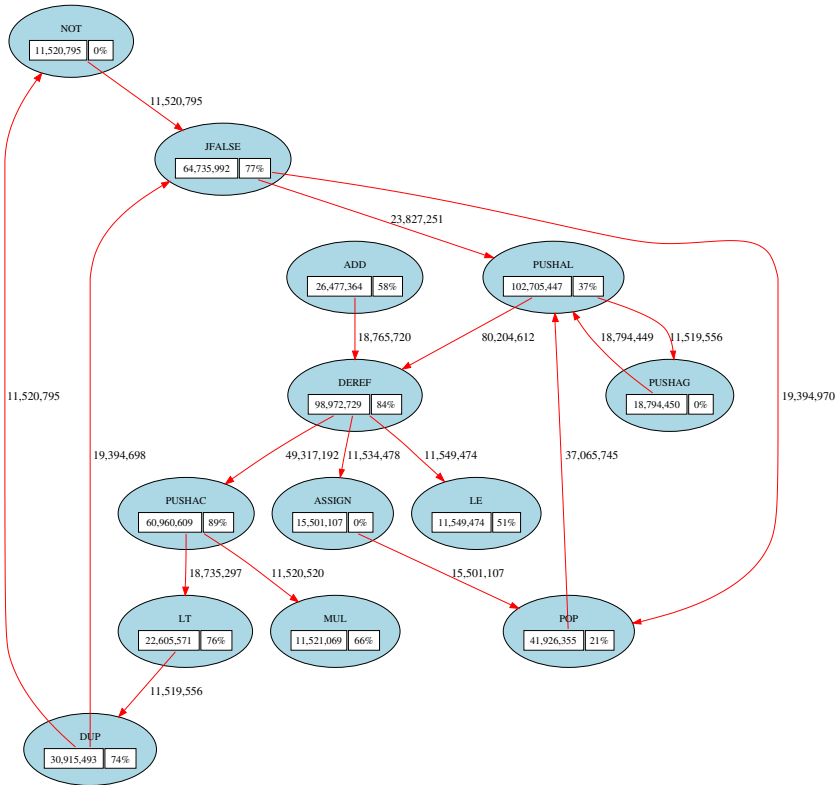 NOT
11,520,795 0%
11,520,795
JFALSE
64,735,992 77%
23,827,251
ADD
26,477,364 58%
PUSHAL
102,705,447 37%
18,765,720
80,204,612
18,794,449
11,519,556
DEREF
98,972,729 84%
PUSHAG
18,794,450 0%
11,520,795
19,394,970
19,394,698
49,317,192
11,534,478
11,549,474
37,065,745
PUSHAC
60,960,609 89%
ASSIGN
15,501,107 0%
LE
11,549,474 51%
18,735,297
11,520,520
15,501,107
LT
22,605,571 76%
MUL
11,521,069 66%
POP
41,926,355 21%
11,519,556
DUP
30,915,493 74%